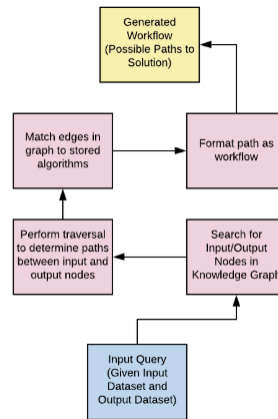 Generated
Workflow
(Possible Paths to
Solution)
Match edges in
graph to stored
algorithms
Format path as
workflow
Perform traversal
to determine paths
between input and
output nodes
Search for
Input/Output
Nodes in
Knowledge Graph
Input Query
(Given Input
Dataset and
Output Dataset)